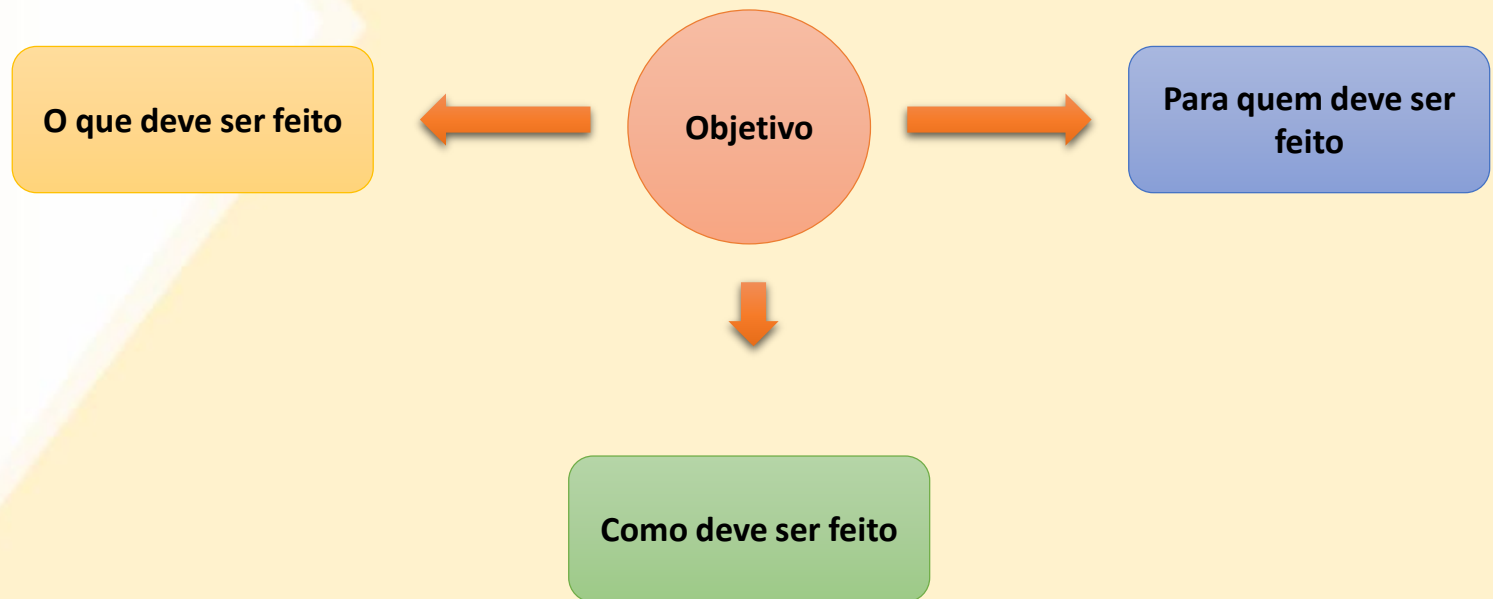 O que deve ser feito
Objetivo
Para quem deve ser
feito
Como deve ser feito